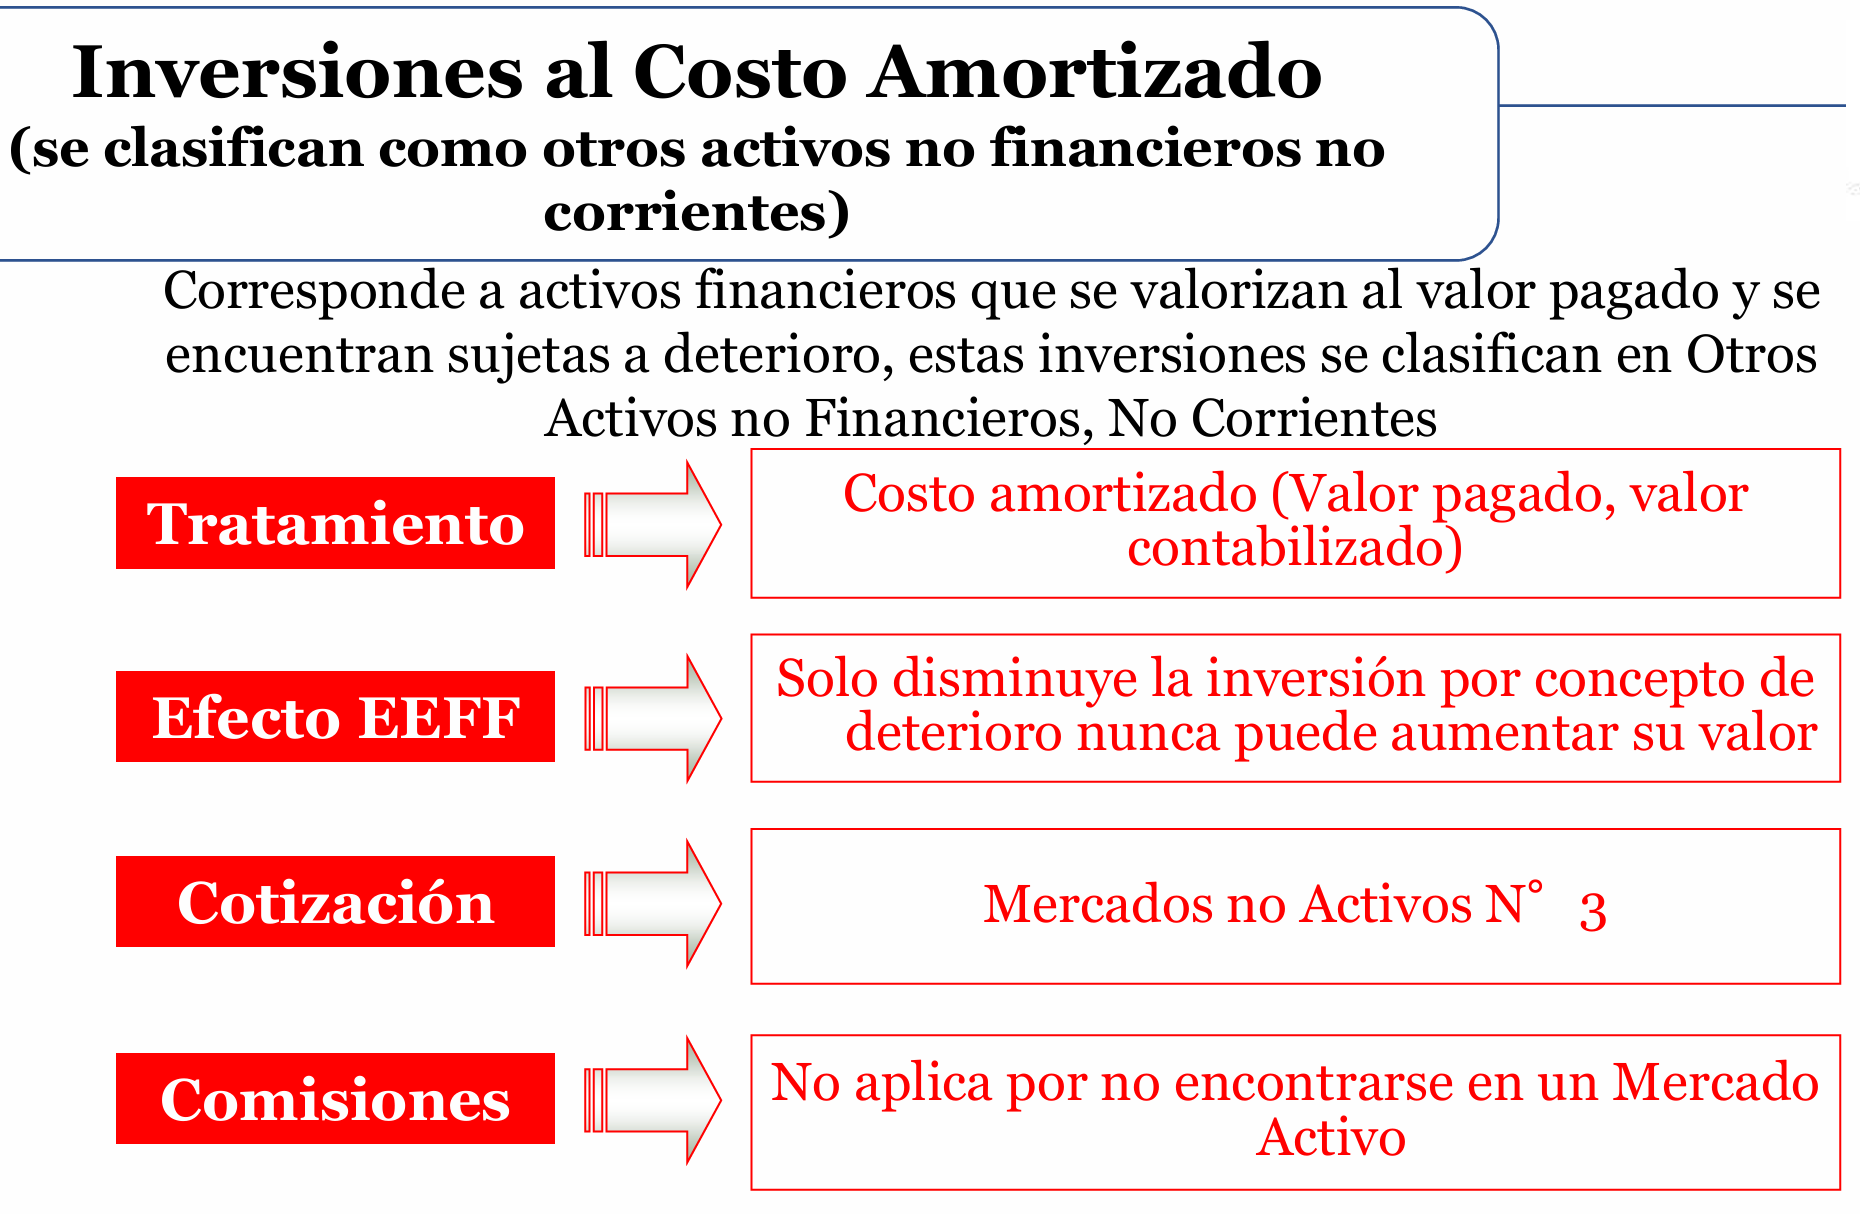 Inversiones al Costo Amortizado
(se clasifican como otros activos no financieros no
corrientes)
Corresponde a activos financieros que se valorizan al valor pagado y se
encuentran sujetas a deterioro, estas inversiones se clasifican en Otros
Activos no Financieros, No Corrientes
Tratamiento
Costo amortizado (Valor pagado, valor
contabilizado)
Efecto EEFF
Solo disminuye la inversión por concepto de
deterioro nunca puede aumentar su valor
Cotización
Mercados no Activos N° 3
Comisiones
No aplica por no encontrarse en un Mercado
Activo